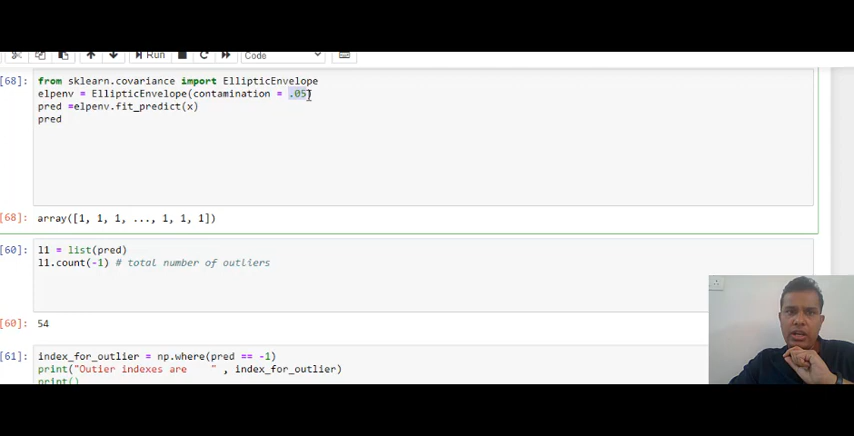 Run
Code
[68]:
from sklearn.covariance import EllipticEnvelope
elpenv = EllipticEnvelope(contamination = .05)
pred =elpenv.fit_predict(x)
pred
[68]: array([1, 1, 1, ..., 1, 1, 1])
[60]:
l1 = list(pred)
l1.count(-1) # total number of outliers
[60]: 54
[61]:
index_for_outlier = np.where(pred == -1)
print("Outier indexes are    " , index_for_outlier)
print()